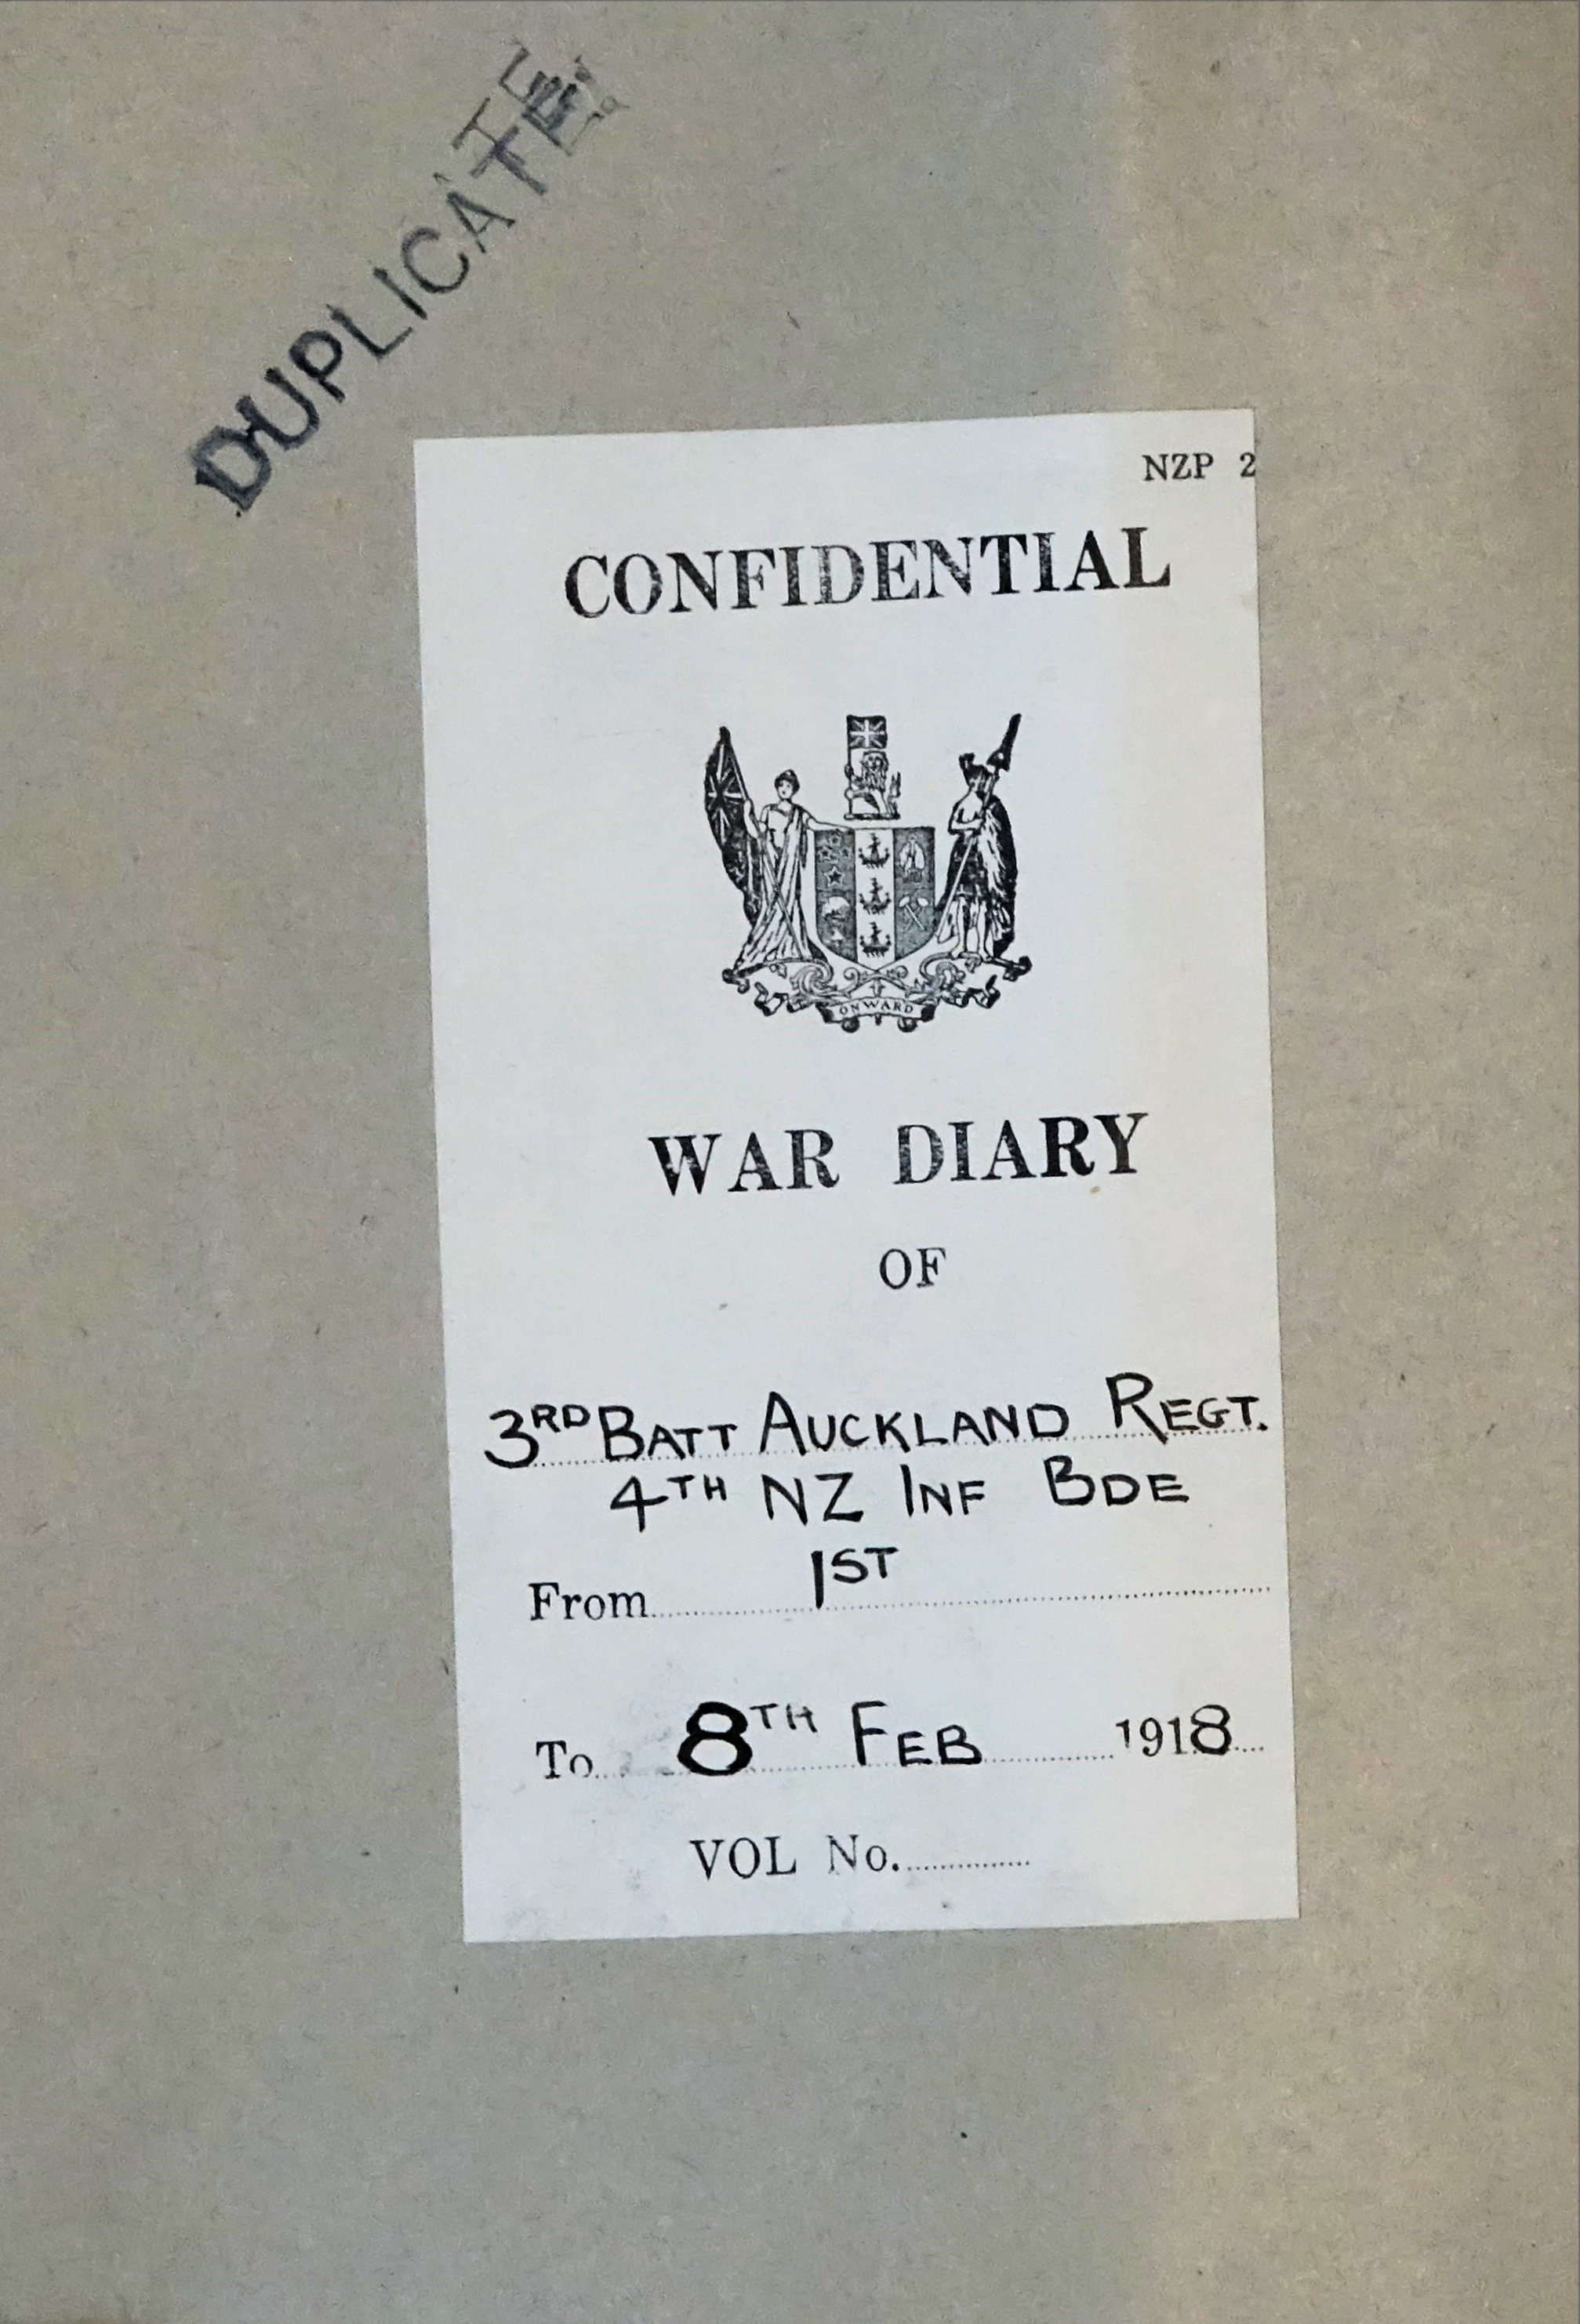 DUPLICATE
NZP 2
CONFIDENTIAL
ONWARD
WAR DIARY
OF
3RD BATT AUCKLAND REGT.
4TH NZ INF BDE
From 1ST
To 8TH FEB 1918
VOL No.